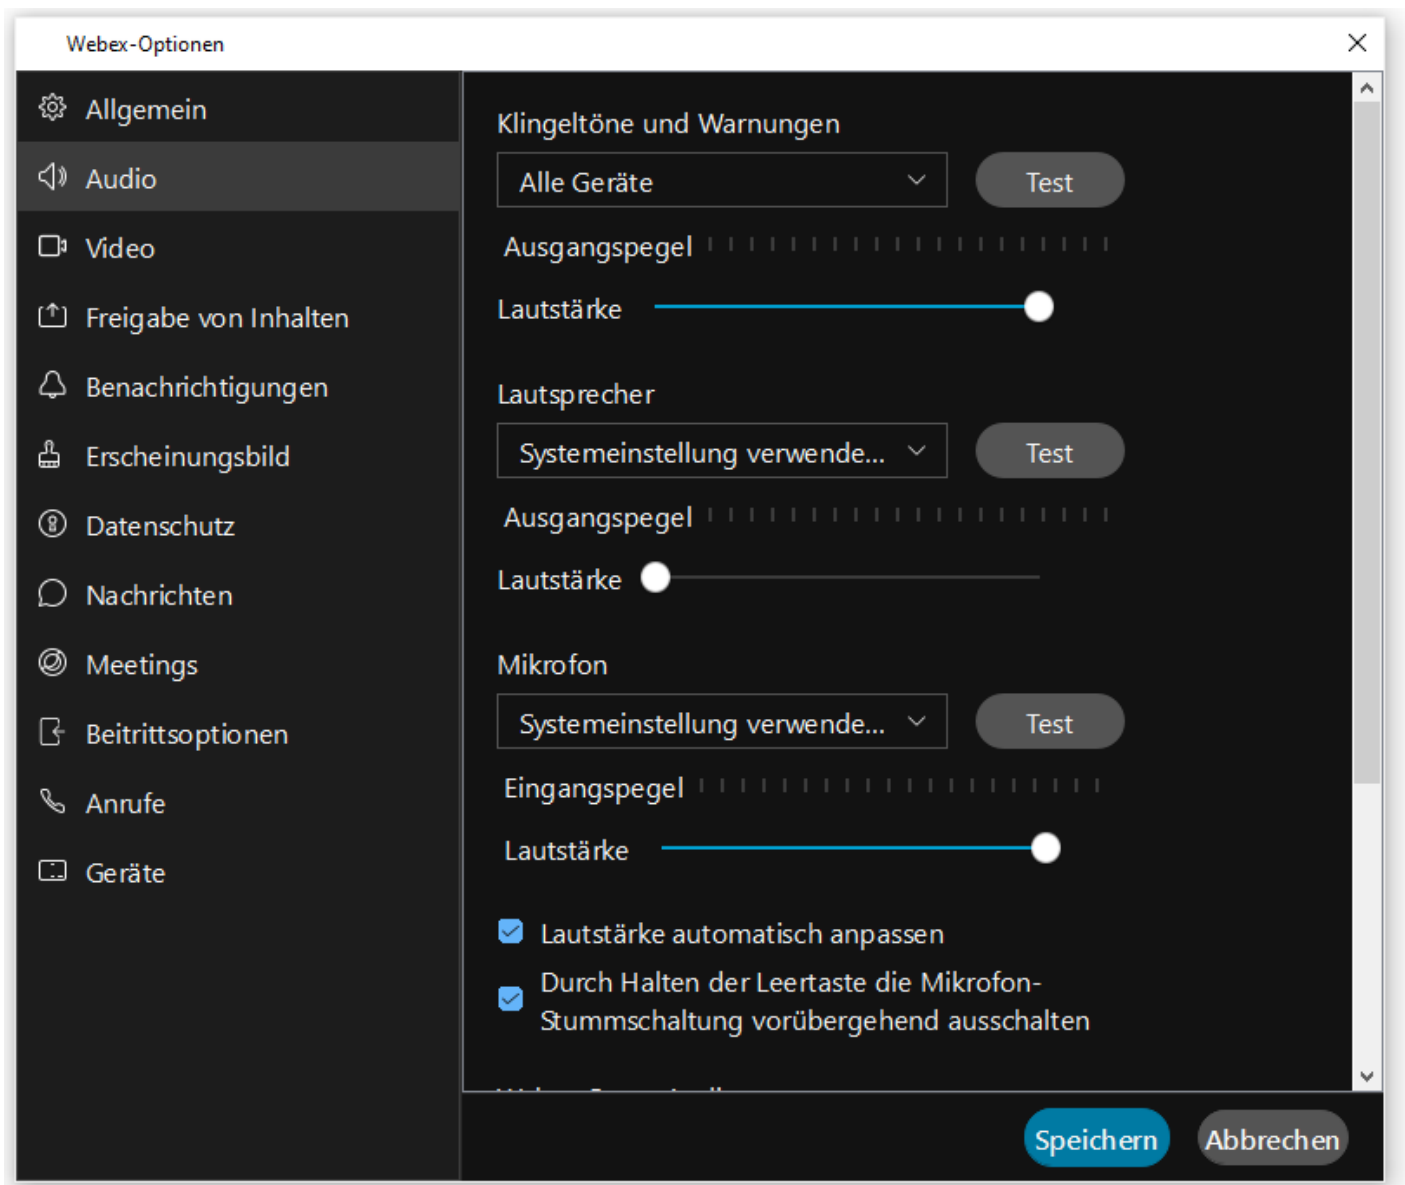 Webex-Optionen
Allgemein
Audio
Video
Freigabe von Inhalten
Benachrichtigungen
Erscheinungsbild
Datenschutz
Nachrichten
Meetings
Beitrittsoptionen
Anrufe
Geräte
Klingeltöne und Warnungen
Alle Geräte
Test
Ausgangspegel
Lautstärke
Lautsprecher
Systemeinstellung verwende...
Test
Ausgangspegel
Lautstärke
Mikrofon
Systemeinstellung verwende...
Test
Eingangspegel
Lautstärke
Lautstärke automatisch anpassen
Durch Halten der Leertaste die Mikrofon-
Stummschaltung vorübergehend ausschalten
Speichern
Abbrechen